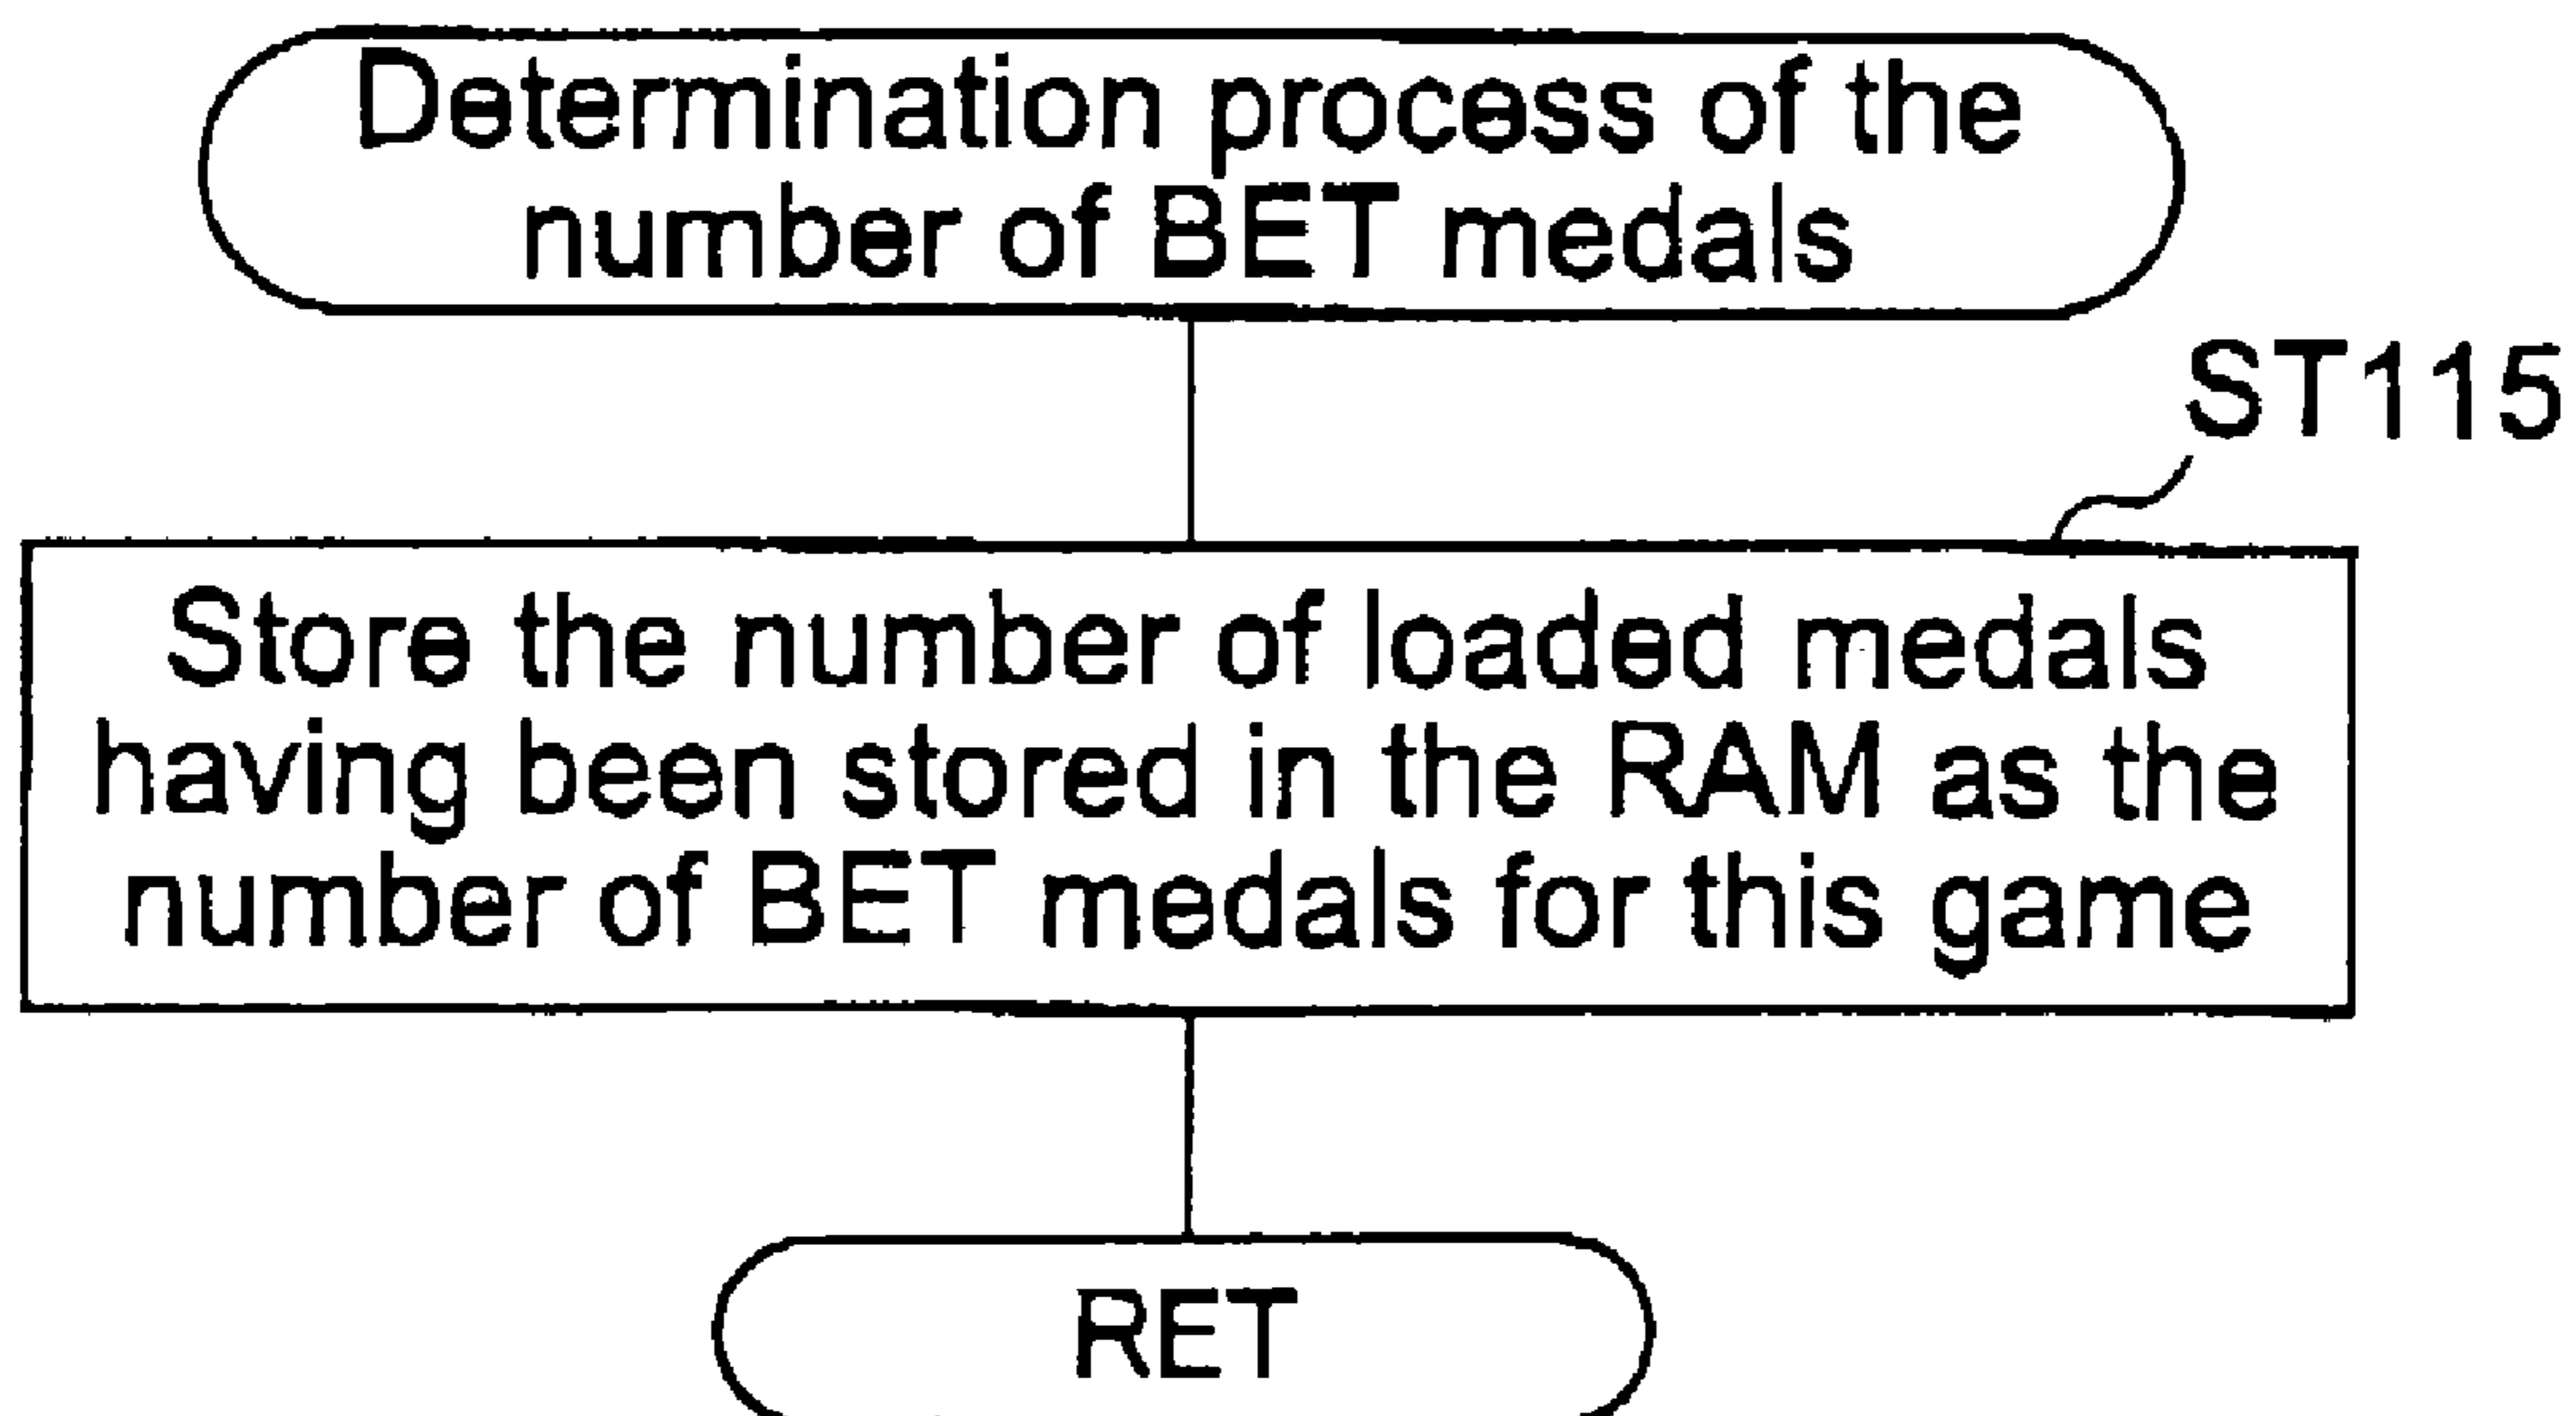 Determination process of the
number of BET medals
ST115
Store the number of loaded medals
having been stored in the RAM as the
number of BET medals for this game
RET